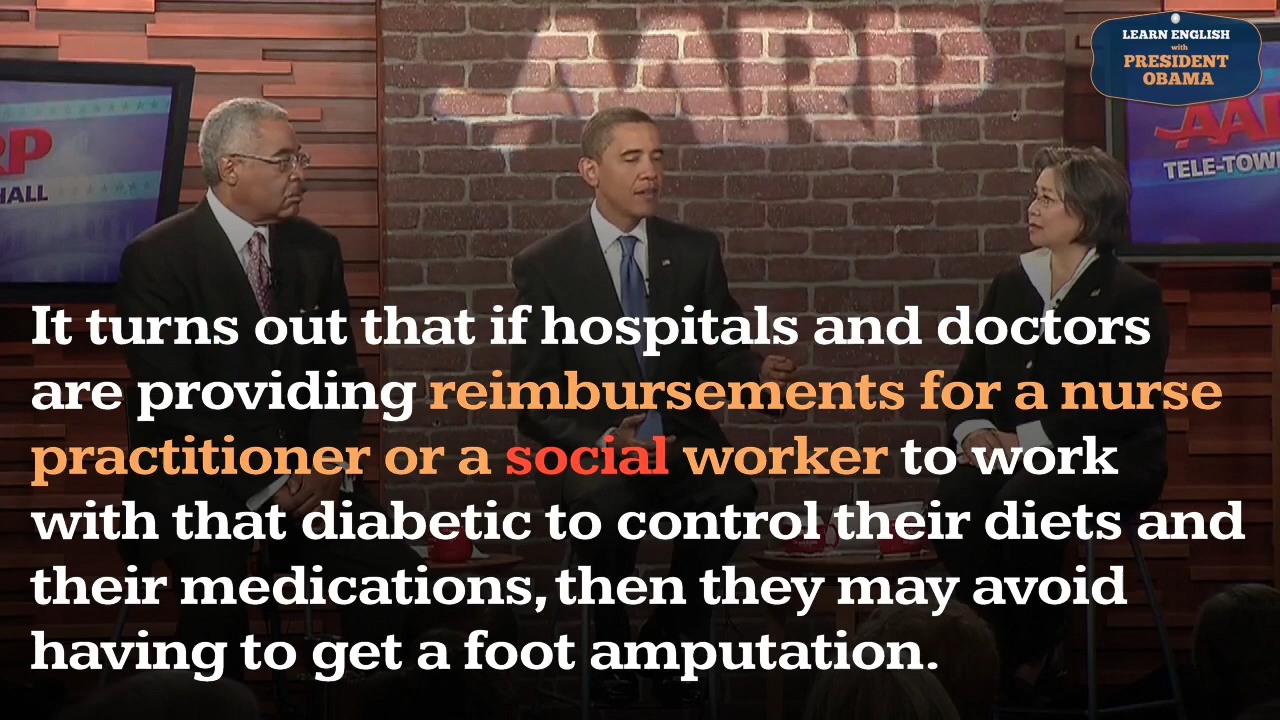 AARP
LEARN ENGLISH
with
PRESIDENT
OBAMA
RP
HALL
AAR
TELE-TOWN
It turns out that if hospitals and doctors
are providing reimbursements for a nurse
practitioner or a social worker to work
with that diabetic to control their diets and
their medications, then they may avoid
having to get a foot amputation.